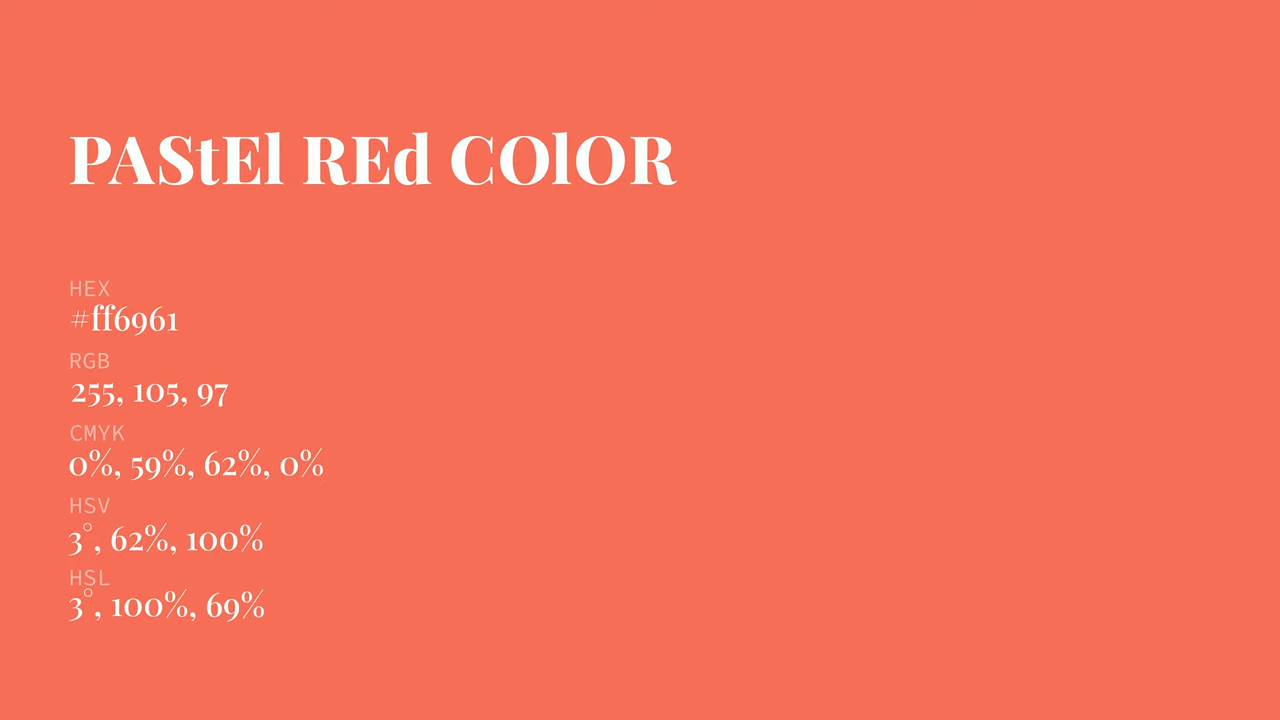 PAStEl REd COlOR
HEX
#ff6961
RGB
255, 105, 97
CMYK
0%, 59%, 62%, 0%
HSV
3°, 62%, 100%
HSL
3°, 100%, 69%